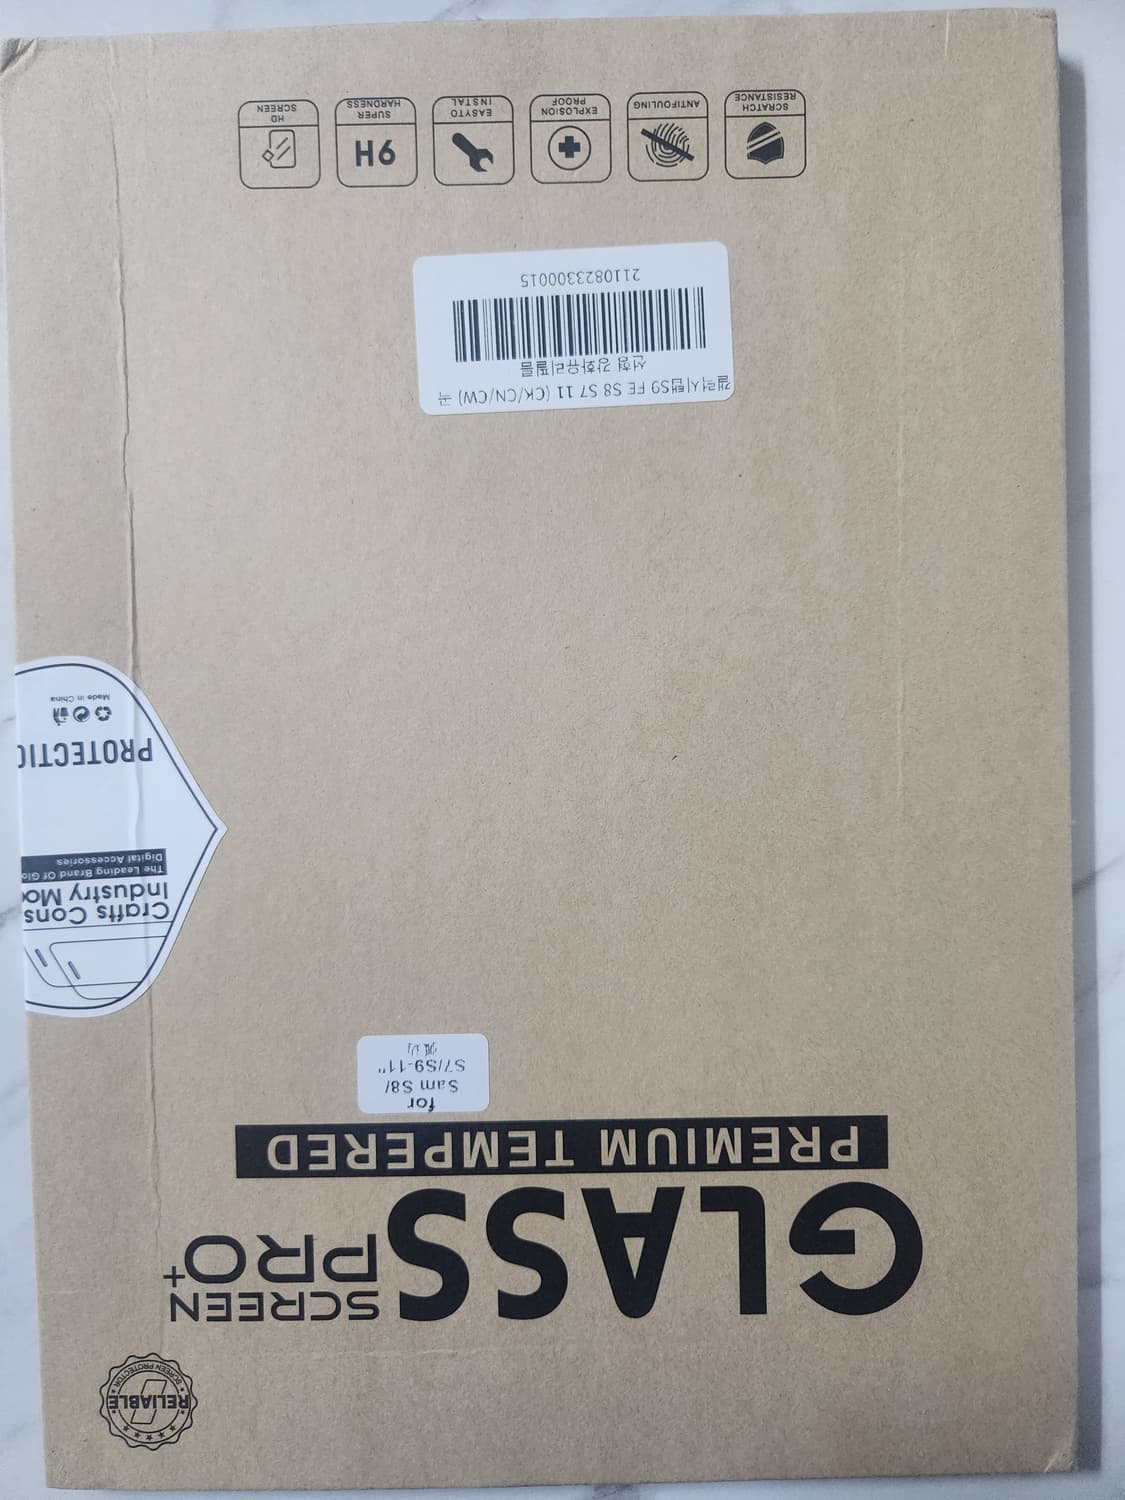 RELIABLE
SCREEN PROTECTOR
GLASS
SCREEN
PRO+
PREMIUM TEMPERED
for
Sam S8/
S7/S9-11"
Crafts Cons
Industry Mo
The Leading Brand Of Glo
Digital Accessories
PROTECTIO
Made in China
갤럭시탭S9 FE S8 S7 11 (CK/CN/CW) 곡
선형 강화유리필름
2110823300015
SCRATCH
RESISTANCE
ANTIFOULING
EXPLOSION
PROOF
EASYTO
INSTAL
9H
SUPER
HARDNESS
HD
SCREEN